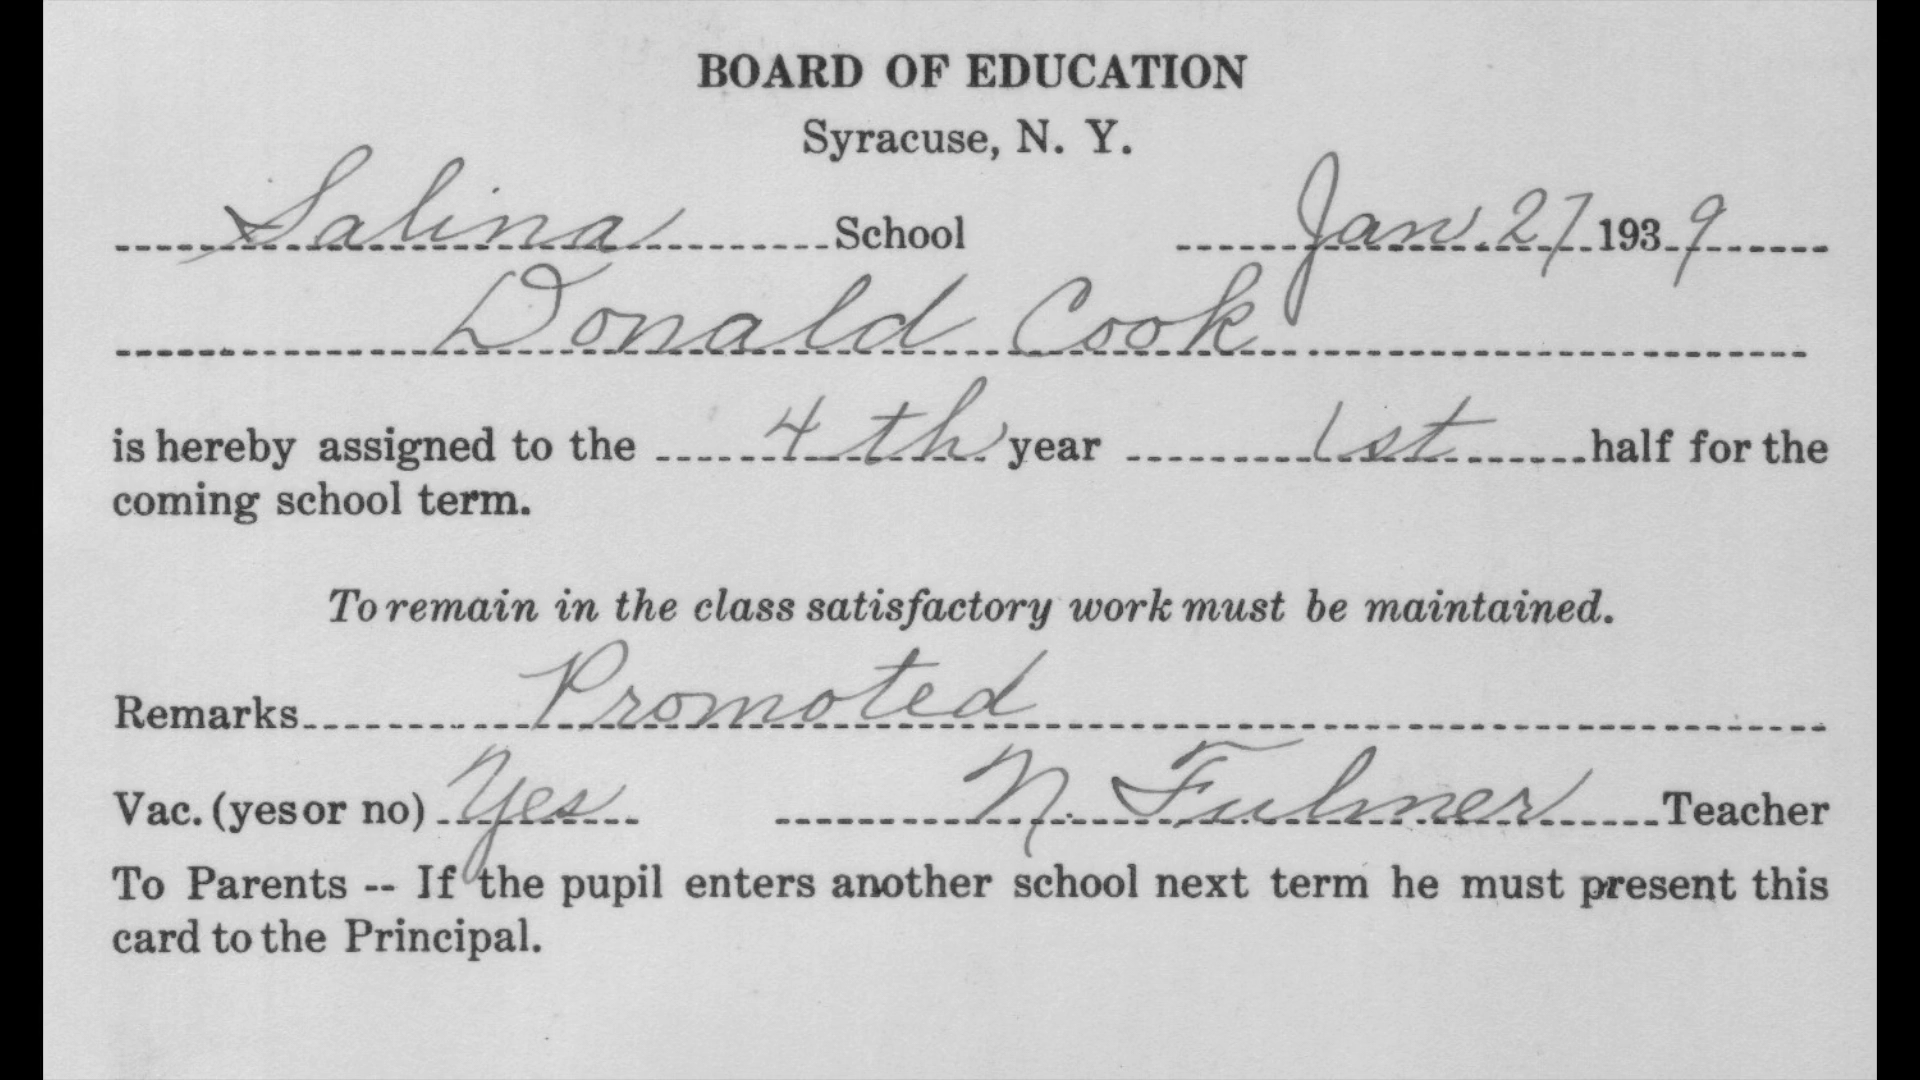 BOARD OF EDUCATION
Syracuse, N. Y.
Salina School Jan. 27 1939
Donald Cook
is hereby assigned to the 4th year 1st half for the
coming school term.
To remain in the class satisfactory work must be maintained.
Remarks Promoted
Vac. (yes or no) Yes N. Fulmer Teacher
To Parents -- If the pupil enters another school next term he must present this
card to the Principal.